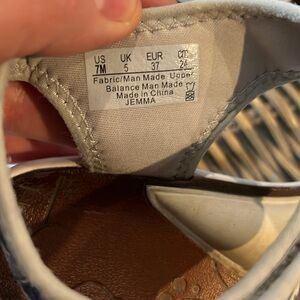 US UK EUR cm
7M 5 37 24
Fabric/Man Made Upper
Balance Man Made
Made in China
JEMMA